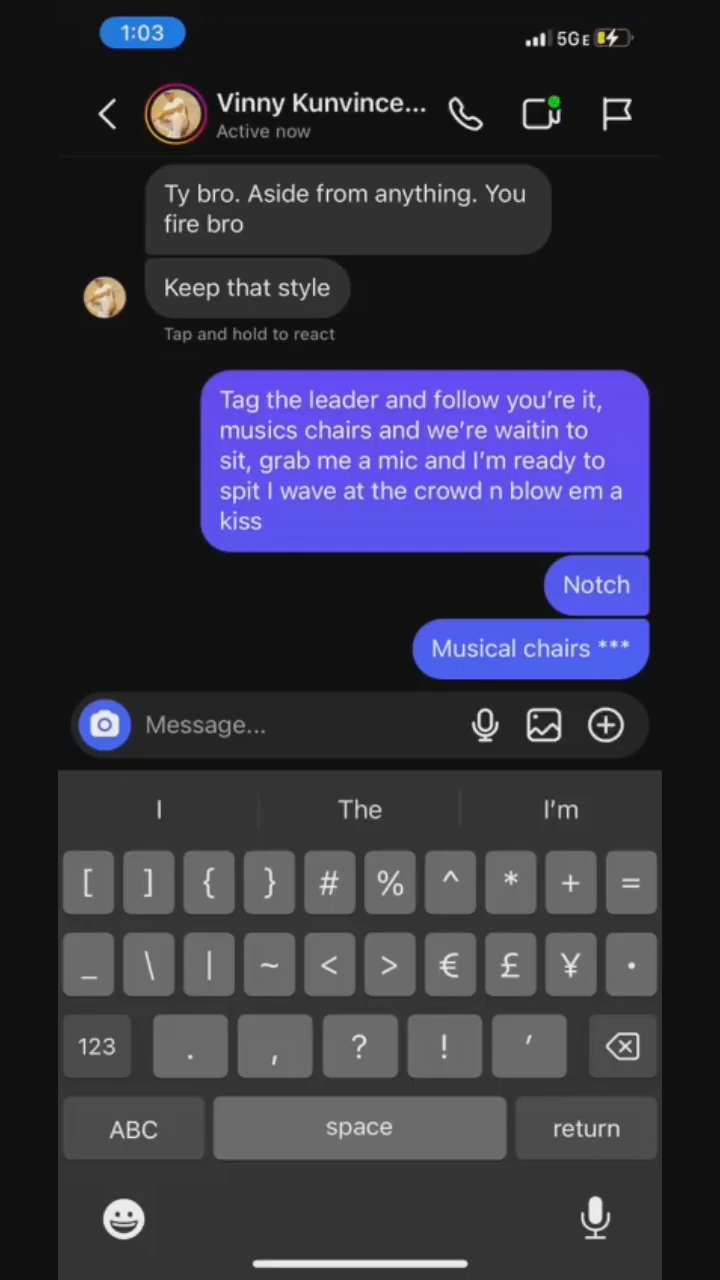 1:03
5GE
Vinny Kunvince...
Active now
Ty bro. Aside from anything. You
fire bro
Keep that style
Tap and hold to react
Tag the leader and follow you’re it,
musics chairs and we’re waitin to
sit, grab me a mic and I’m ready to
spit I wave at the crowd n blow em a
kiss
Notch
Musical chairs ***
Message...
I The I’m
[ ] { } # % ^ * + =
_ \ | ~ < > € £ ¥ •
123 . , ? ! ’
ABC space return